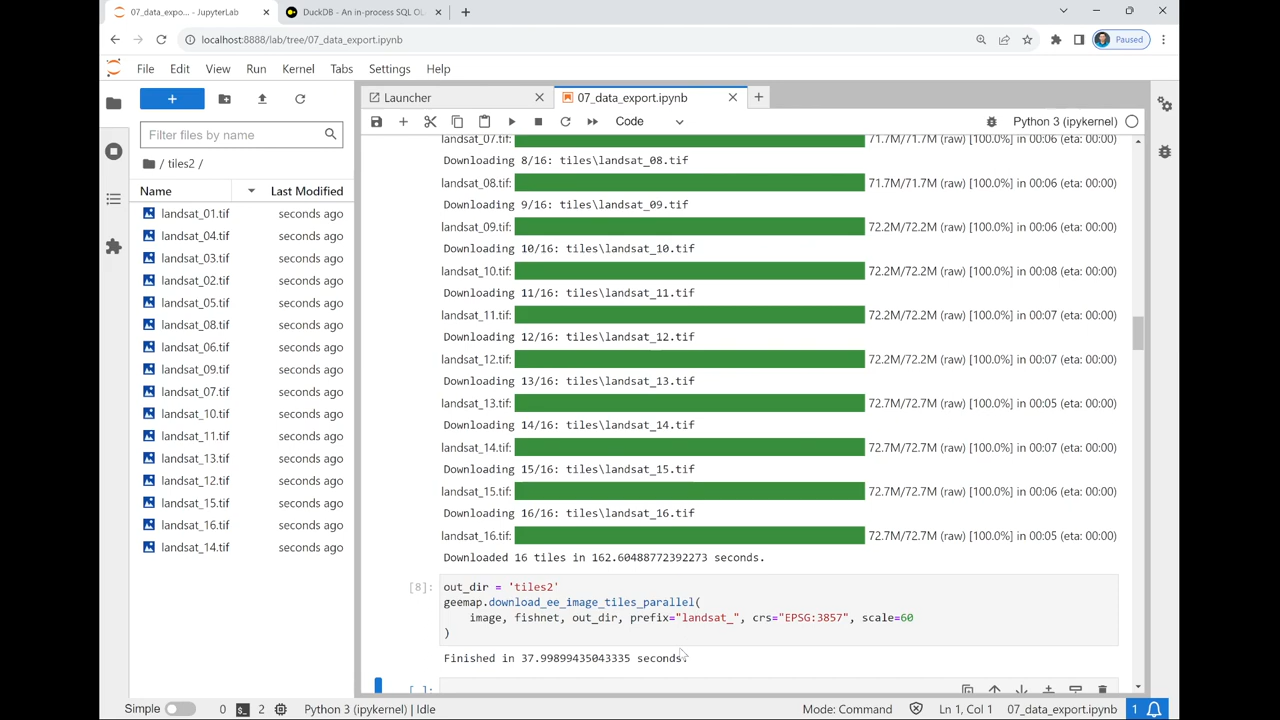 07_data_expo... - JupyterLab
DuckDB - An in-process SQL OL
localhost:8888/lab/tree/07_data_export.ipynb
Paused
File Edit View Run Kernel Tabs Settings Help
Launcher
07_data_export.ipynb
Code
Python 3 (ipykernel)
Filter files by name
/ tiles2 /
Name Last Modified
landsat_01.tif seconds ago
landsat_04.tif seconds ago
landsat_03.tif seconds ago
landsat_02.tif seconds ago
landsat_05.tif seconds ago
landsat_08.tif seconds ago
landsat_06.tif seconds ago
landsat_09.tif seconds ago
landsat_07.tif seconds ago
landsat_10.tif seconds ago
landsat_11.tif seconds ago
landsat_13.tif seconds ago
landsat_12.tif seconds ago
landsat_15.tif seconds ago
landsat_16.tif seconds ago
landsat_14.tif seconds ago
landsat_07.tif: 71.7M/71.7M (raw) [100.0%] in 00:06 (eta: 00:00)
Downloading 8/16: tiles\landsat_08.tif
landsat_08.tif: 71.7M/71.7M (raw) [100.0%] in 00:06 (eta: 00:00)
Downloading 9/16: tiles\landsat_09.tif
landsat_09.tif: 72.2M/72.2M (raw) [100.0%] in 00:06 (eta: 00:00)
Downloading 10/16: tiles\landsat_10.tif
landsat_10.tif: 72.2M/72.2M (raw) [100.0%] in 00:08 (eta: 00:00)
Downloading 11/16: tiles\landsat_11.tif
landsat_11.tif: 72.2M/72.2M (raw) [100.0%] in 00:07 (eta: 00:00)
Downloading 12/16: tiles\landsat_12.tif
landsat_12.tif: 72.2M/72.2M (raw) [100.0%] in 00:07 (eta: 00:00)
Downloading 13/16: tiles\landsat_13.tif
landsat_13.tif: 72.7M/72.7M (raw) [100.0%] in 00:05 (eta: 00:00)
Downloading 14/16: tiles\landsat_14.tif
landsat_14.tif: 72.7M/72.7M (raw) [100.0%] in 00:07 (eta: 00:00)
Downloading 15/16: tiles\landsat_15.tif
landsat_15.tif: 72.7M/72.7M (raw) [100.0%] in 00:06 (eta: 00:00)
Downloading 16/16: tiles\landsat_16.tif
landsat_16.tif: 72.7M/72.7M (raw) [100.0%] in 00:05 (eta: 00:00)
Downloaded 16 tiles in 162.60488772392273 seconds.
[8]: out_dir = 'tiles2'
geemap.download_ee_image_tiles_parallel(
image, fishnet, out_dir, prefix="landsat_", crs="EPSG:3857", scale=60
)
Finished in 37.99899435043335 seconds.
[ ]:
Simple 0 2 Python 3 (ipykernel) | Idle Mode: Command Ln 1, Col 1 07_data_export.ipynb 1